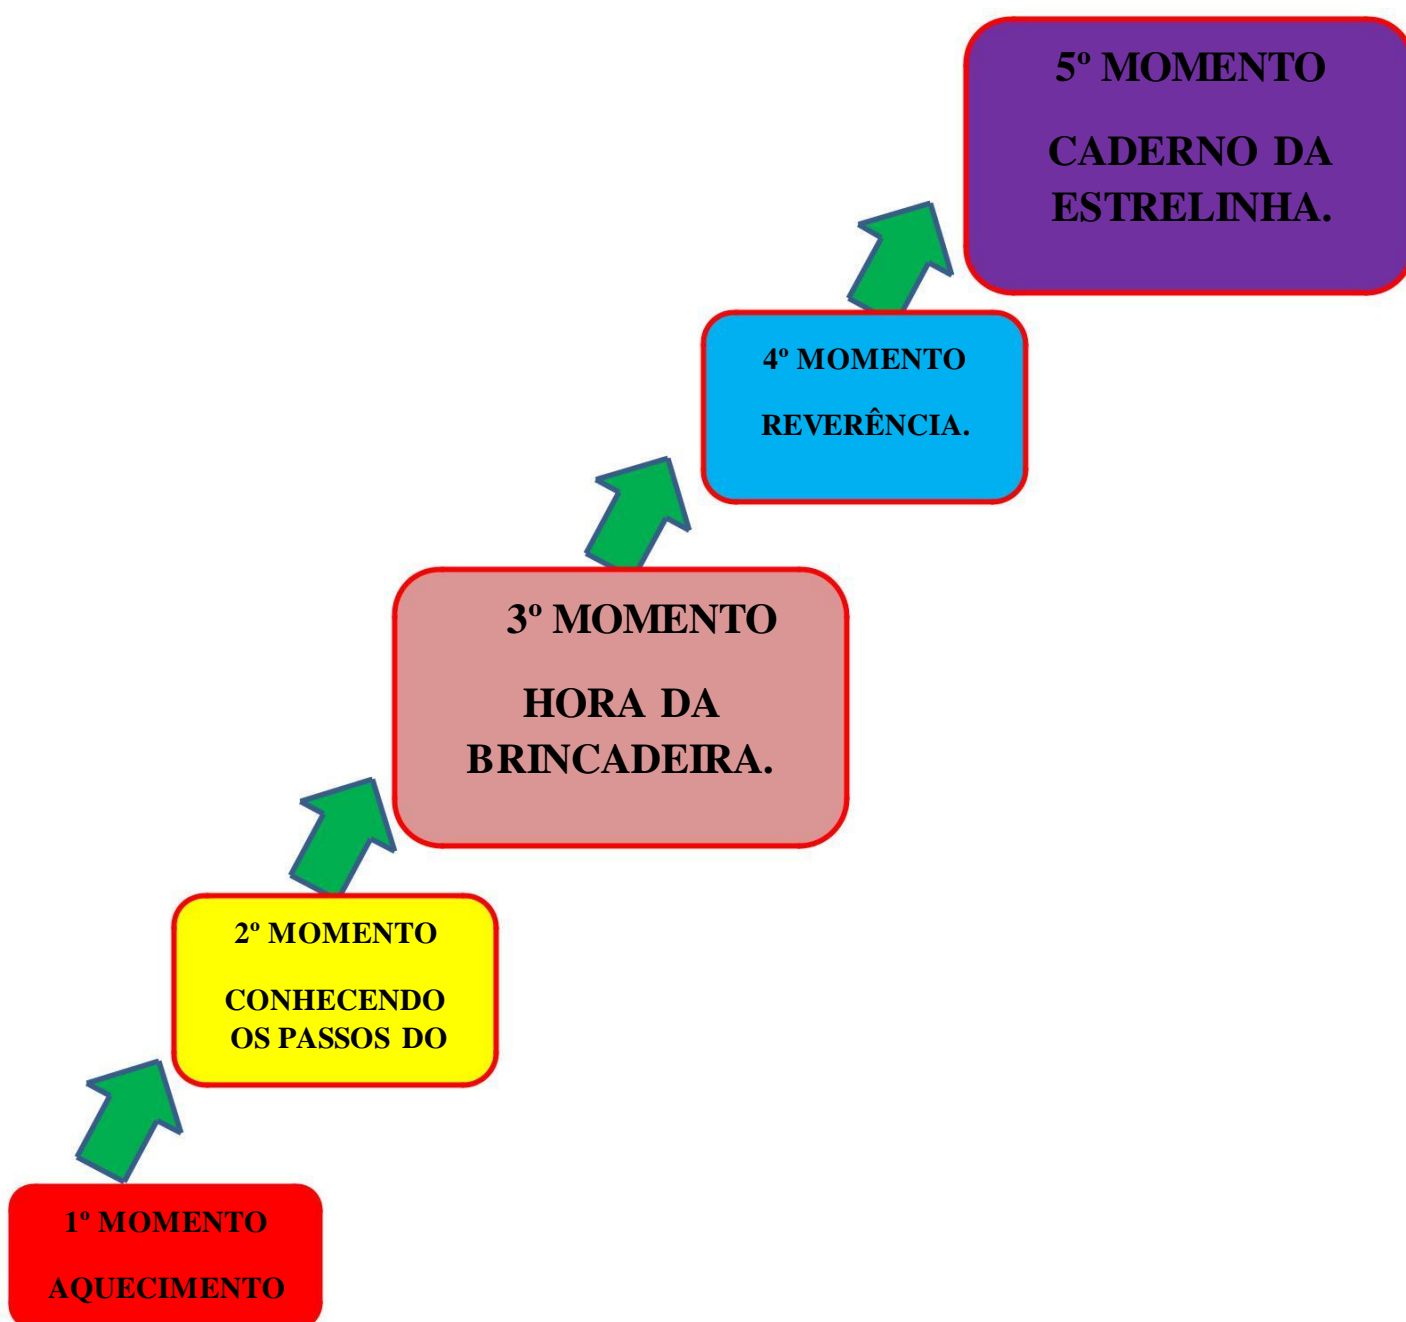 5º MOMENTO
CADERNO DA
ESTRELINHA.
4º MOMENTO
REVERÊNCIA.
3º MOMENTO
HORA DA
BRINCADEIRA.
2º MOMENTO
CONHECENDO
OS PASSOS DO
1º MOMENTO
AQUECIMENTO